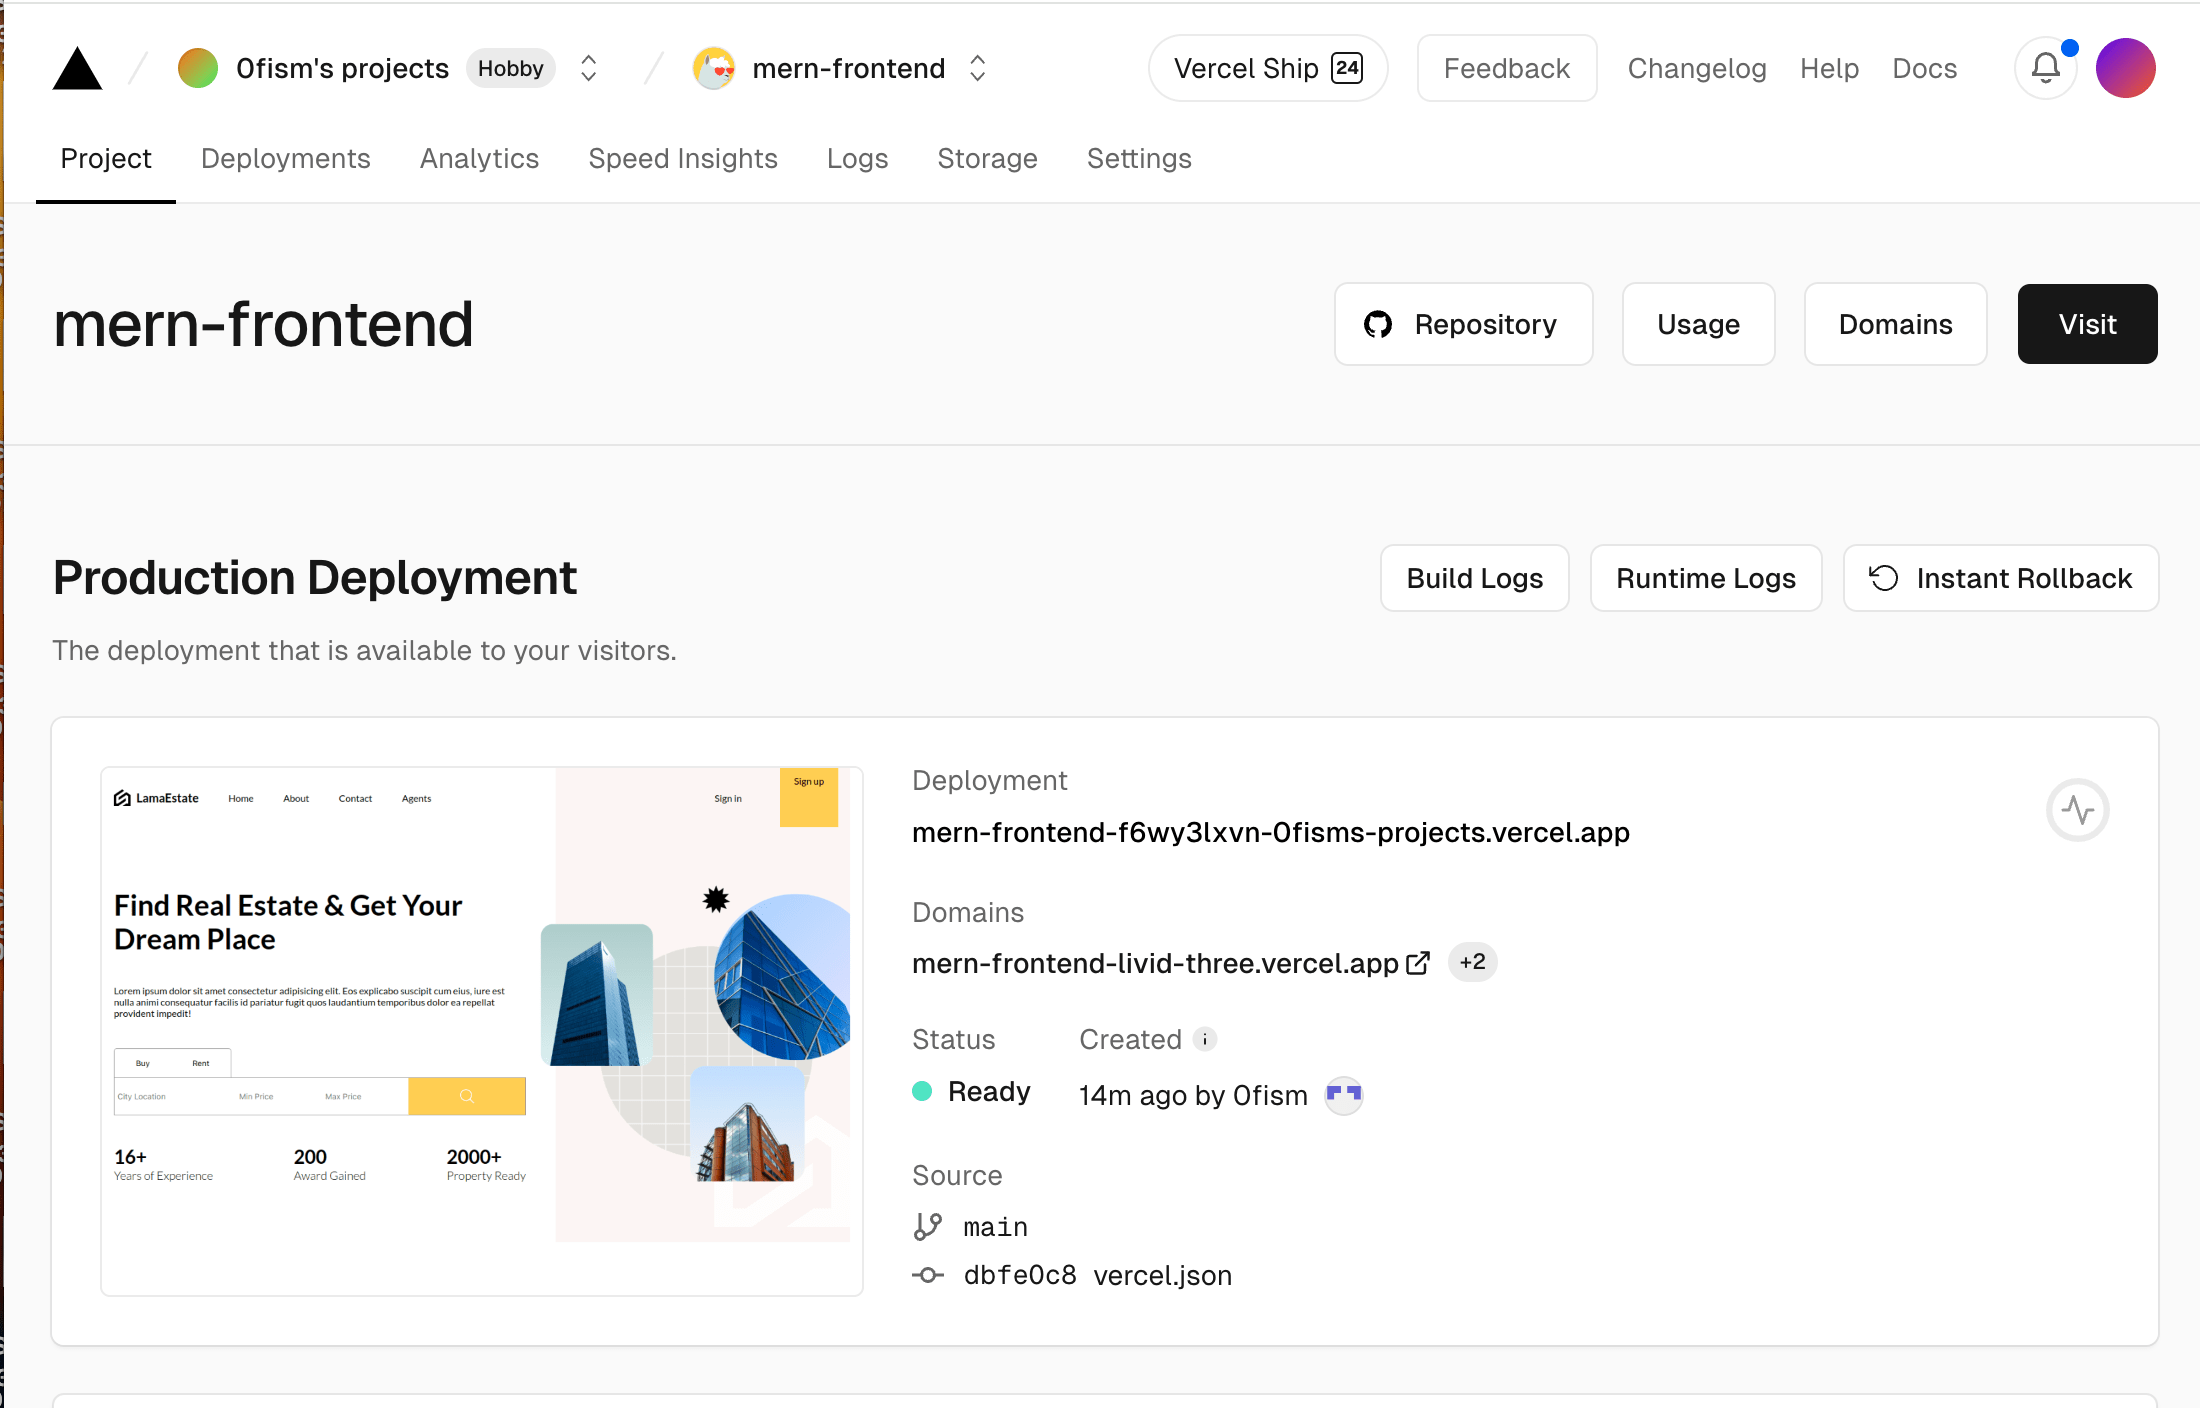 0fism's projects Hobby mern-frontend Vercel Ship 24 Feedback Changelog Help Docs
Project Deployments Analytics Speed Insights Logs Storage Settings
mern-frontend
Repository Usage Domains Visit
Production Deployment
Build Logs Runtime Logs Instant Rollback
The deployment that is available to your visitors.
LamaEstate Home About Contact Agents Sign in Sign up
Find Real Estate & Get Your
Dream Place
Lorem ipsum dolor sit amet consectetur adipisicing elit. Eos explicabo suscipit cum eius, iure est
nulla animi consequatur facilis id pariatur fugit quos laudantium temporibus dolor ea repellat
provident impedit!
Buy Rent
City Location Min Price Max Price
16+ 200 2000+
Years of Experience Award Gained Property Ready
Deployment
mern-frontend-f6wy3lxvn-0fisms-projects.vercel.app
Domains
mern-frontend-livid-three.vercel.app +2
Status Created
Ready 14m ago by 0fism
Source
main
dbfe0c8 vercel.json